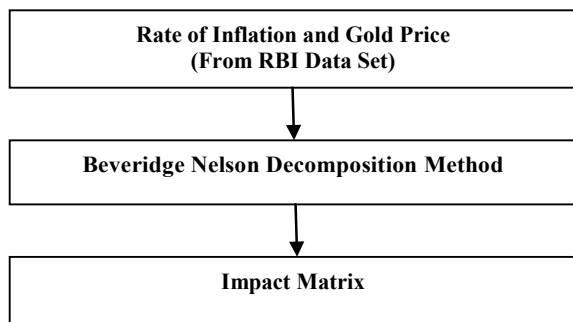 Rate of Inflation and Gold Price
(From RBI Data Set)
Beveridge Nelson Decomposition Method
Impact Matrix